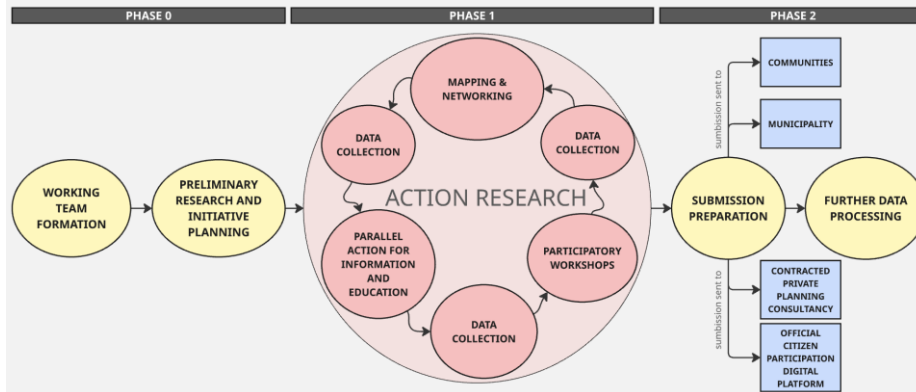 PHASE 0
PHASE 1
PHASE 2
WORKING
TEAM
FORMATION
PRELIMINARY
RESEARCH AND
INITIATIVE
PLANNING
ACTION RESEARCH
MAPPING &
NETWORKING
DATA
COLLECTION
PARALLEL
ACTION FOR
INFORMATION
AND
EDUCATION
DATA
COLLECTION
PARTICIPATORY
WORKSHOPS
DATA
COLLECTION
SUBMISSION
PREPARATION
FURTHER DATA
PROCESSING
sumbission sent to
COMMUNITIES
MUNICIPALITY
sumbission sent to
CONTRACTED
PRIVATE
PLANNING
CONSULTANCY
OFFICIAL
CITIZEN
PARTICIPATION
DIGITAL
PLATFORM